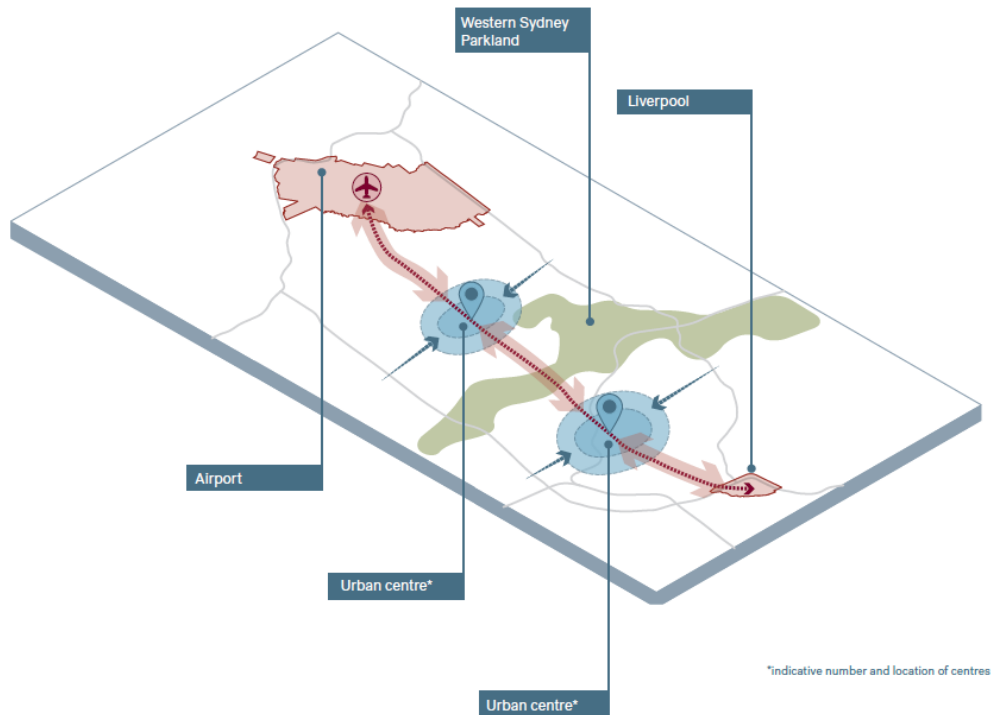 Western Sydney
Parkland
Liverpool
Airport
Urban centre*
*indicative number and location of centres
Urban centre*